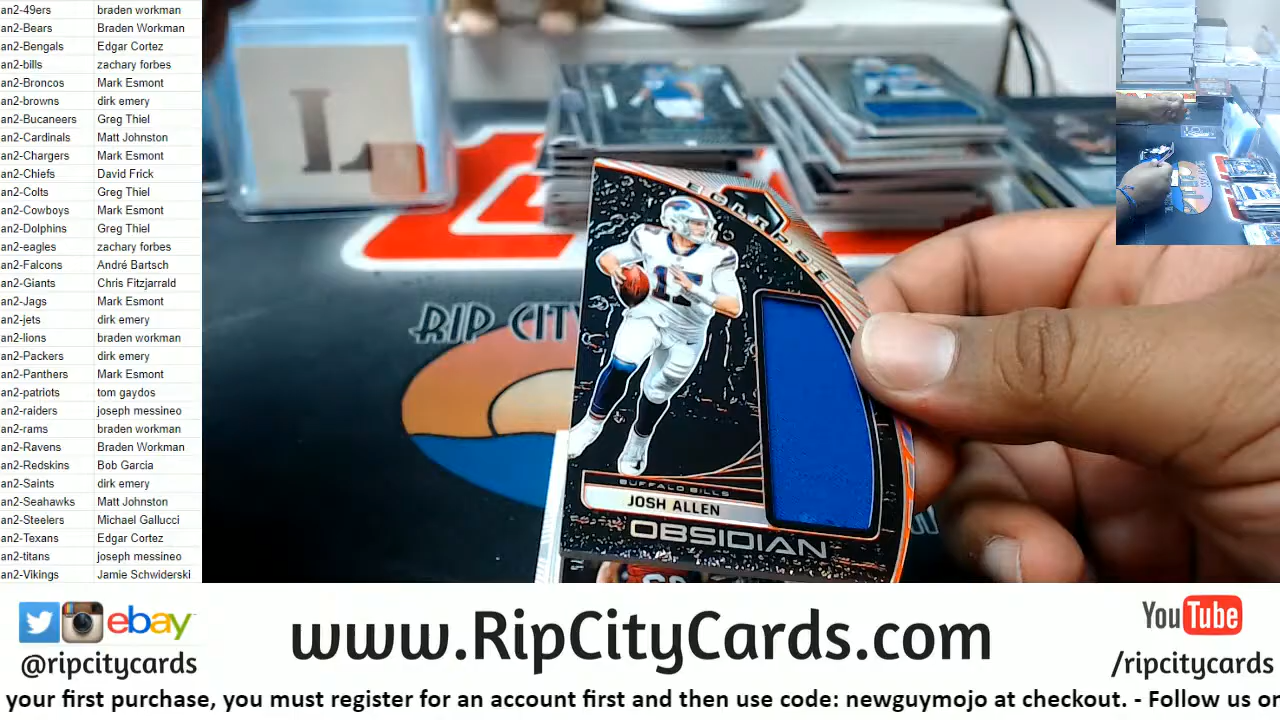 an2-49ers braden workman
an2-Bears Braden Workman
an2-Bengals Edgar Cortez
an2-bills zachary forbes
an2-Broncos Mark Esmont
an2-browns dirk emery
an2-Bucaneers Greg Thiel
an2-Cardinals Matt Johnston
an2-Chargers Mark Esmont
an2-Chiefs David Frick
an2-Colts Greg Thiel
an2-Cowboys Mark Esmont
an2-Dolphins Greg Thiel
an2-eagles zachary forbes
an2-Falcons André Bartsch
an2-Giants Chris Fitzjarrald
an2-Jags Mark Esmont
an2-jets dirk emery
an2-lions braden workman
an2-Packers dirk emery
an2-Panthers Mark Esmont
an2-patriots tom gaydos
an2-raiders joseph messineo
an2-rams braden workman
an2-Ravens Braden Workman
an2-Redskins Bob Garcia
an2-Saints dirk emery
an2-Seahawks Matt Johnston
an2-Steelers Michael Gallucci
an2-Texans Edgar Cortez
an2-titans joseph messineo
an2-Vikings Jamie Schwiderski
L
RIP CITY
17
BUFFALO BILLS
JOSH ALLEN
OBSIDIAN
ebay
@ripcitycards
www.RipCityCards.com
YouTube
/ripcitycards
your first purchase, you must register for an account first and then use code: newguymojo at checkout. - Follow us on